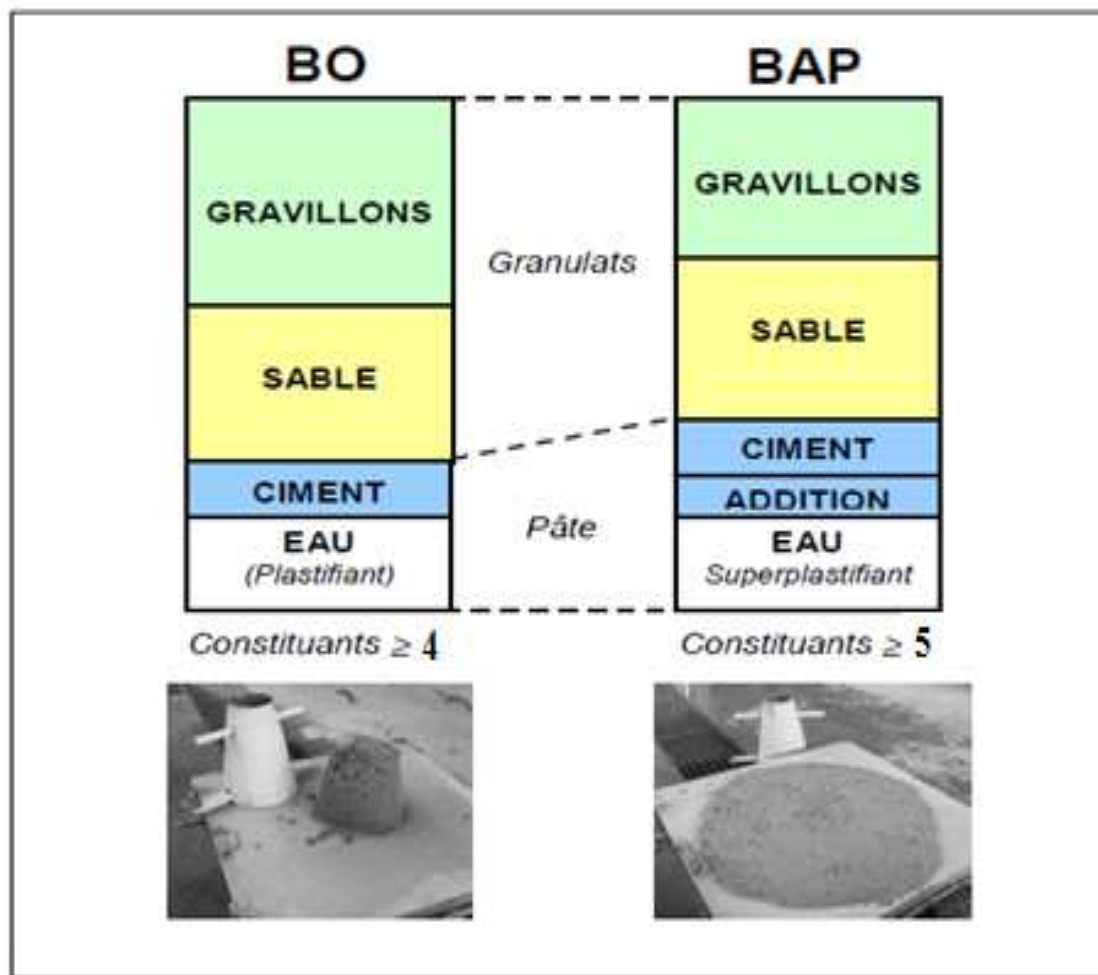 BO
BAP
GRAVILLONS
GRAVILLONS
Granulats
SABLE
SABLE
CIMENT
CIMENT
ADDITION
Pâte
EAU
(Plastifiant)
EAU
Superplastifiant
Constituants ≥ 4
Constituants ≥ 5